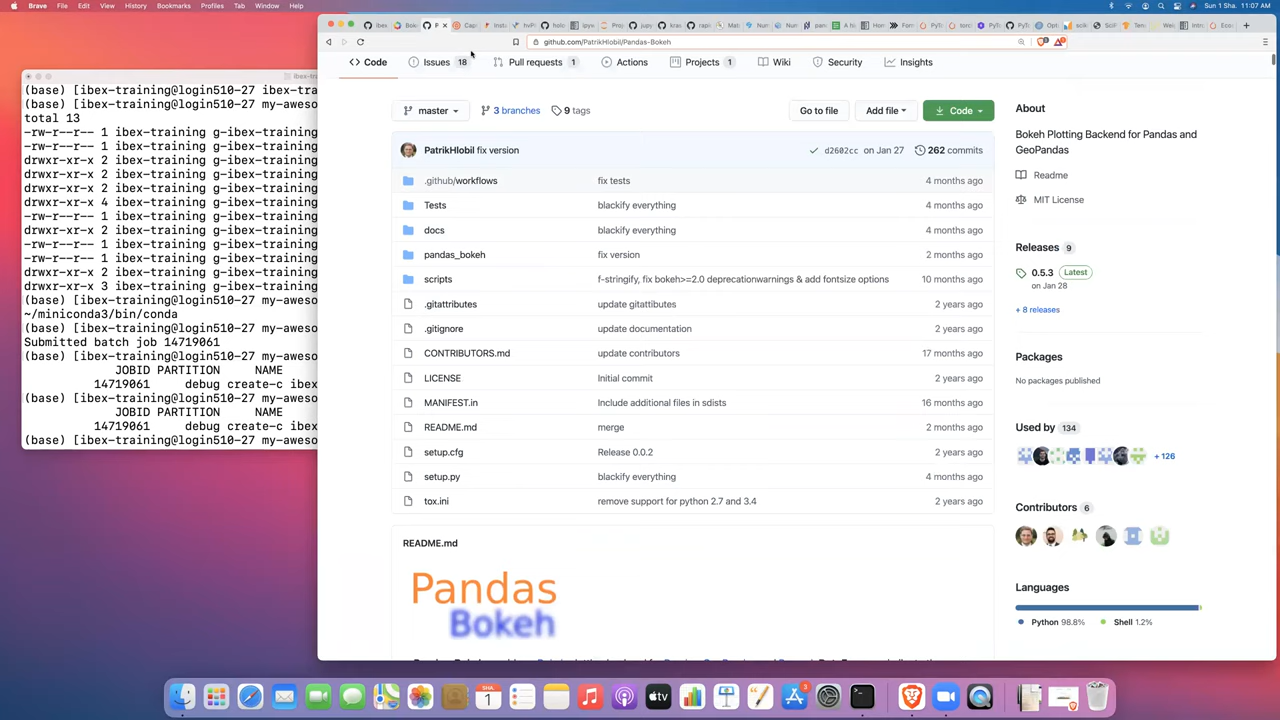 Brave File Edit View History Bookmarks Profiles Tab Window Help
Sun 1 Sha. 11:07 AM
github.com/PatrikHlobil/Pandas-Bokeh
(base) [ibex-training@login510-27 ibex-tra
(base) [ibex-training@login510-27 my-aweso
total 13
-rw-r--r-- 1 ibex-training g-ibex-training
-rw-r--r-- 1 ibex-training g-ibex-training
drwxr-xr-x 2 ibex-training g-ibex-training
drwxr-xr-x 2 ibex-training g-ibex-training
drwxr-xr-x 2 ibex-training g-ibex-training
drwxr-xr-x 4 ibex-training g-ibex-training
-rw-r--r-- 1 ibex-training g-ibex-training
drwxr-xr-x 2 ibex-training g-ibex-training
-rw-r--r-- 1 ibex-training g-ibex-training
-rw-r--r-- 1 ibex-training g-ibex-training
drwxr-xr-x 2 ibex-training g-ibex-training
drwxr-xr-x 3 ibex-training g-ibex-training
(base) [ibex-training@login510-27 my-aweso
~/miniconda3/bin/conda
(base) [ibex-training@login510-27 my-aweso
Submitted batch job 14719061
(base) [ibex-training@login510-27 my-aweso
JOBID PARTITION NAME
14719061 debug create-c ibex
(base) [ibex-training@login510-27 my-aweso
JOBID PARTITION NAME
14719061 debug create-c ibex
(base) [ibex-training@login510-27 my-aweso
Code Issues 18 Pull requests 1 Actions Projects 1 Wiki Security Insights
master 3 branches 9 tags Go to file Add file Code
PatrikHlobil fix version d2602cc on Jan 27 262 commits
.github/workflows fix tests 4 months ago
Tests blackify everything 4 months ago
docs blackify everything 4 months ago
pandas_bokeh fix version 2 months ago
scripts f-stringify, fix bokeh>=2.0 deprecationwarnings & add fontsize options 10 months ago
.gitattributes update gitattibutes 2 years ago
.gitignore update documentation 2 years ago
CONTRIBUTORS.md update contributors 17 months ago
LICENSE Initial commit 2 years ago
MANIFEST.in Include additional files in sdists 16 months ago
README.md merge 2 months ago
setup.cfg Release 0.0.2 2 years ago
setup.py blackify everything 4 months ago
tox.ini remove support for python 2.7 and 3.4 2 years ago
README.md
Pandas
Bokeh
About
Bokeh Plotting Backend for Pandas and
GeoPandas
Readme
MIT License
Releases 9
0.5.3 Latest
on Jan 28
+ 8 releases
Packages
No packages published
Used by 134
+ 126
Contributors 6
Languages
Python 98.8% Shell 1.2%